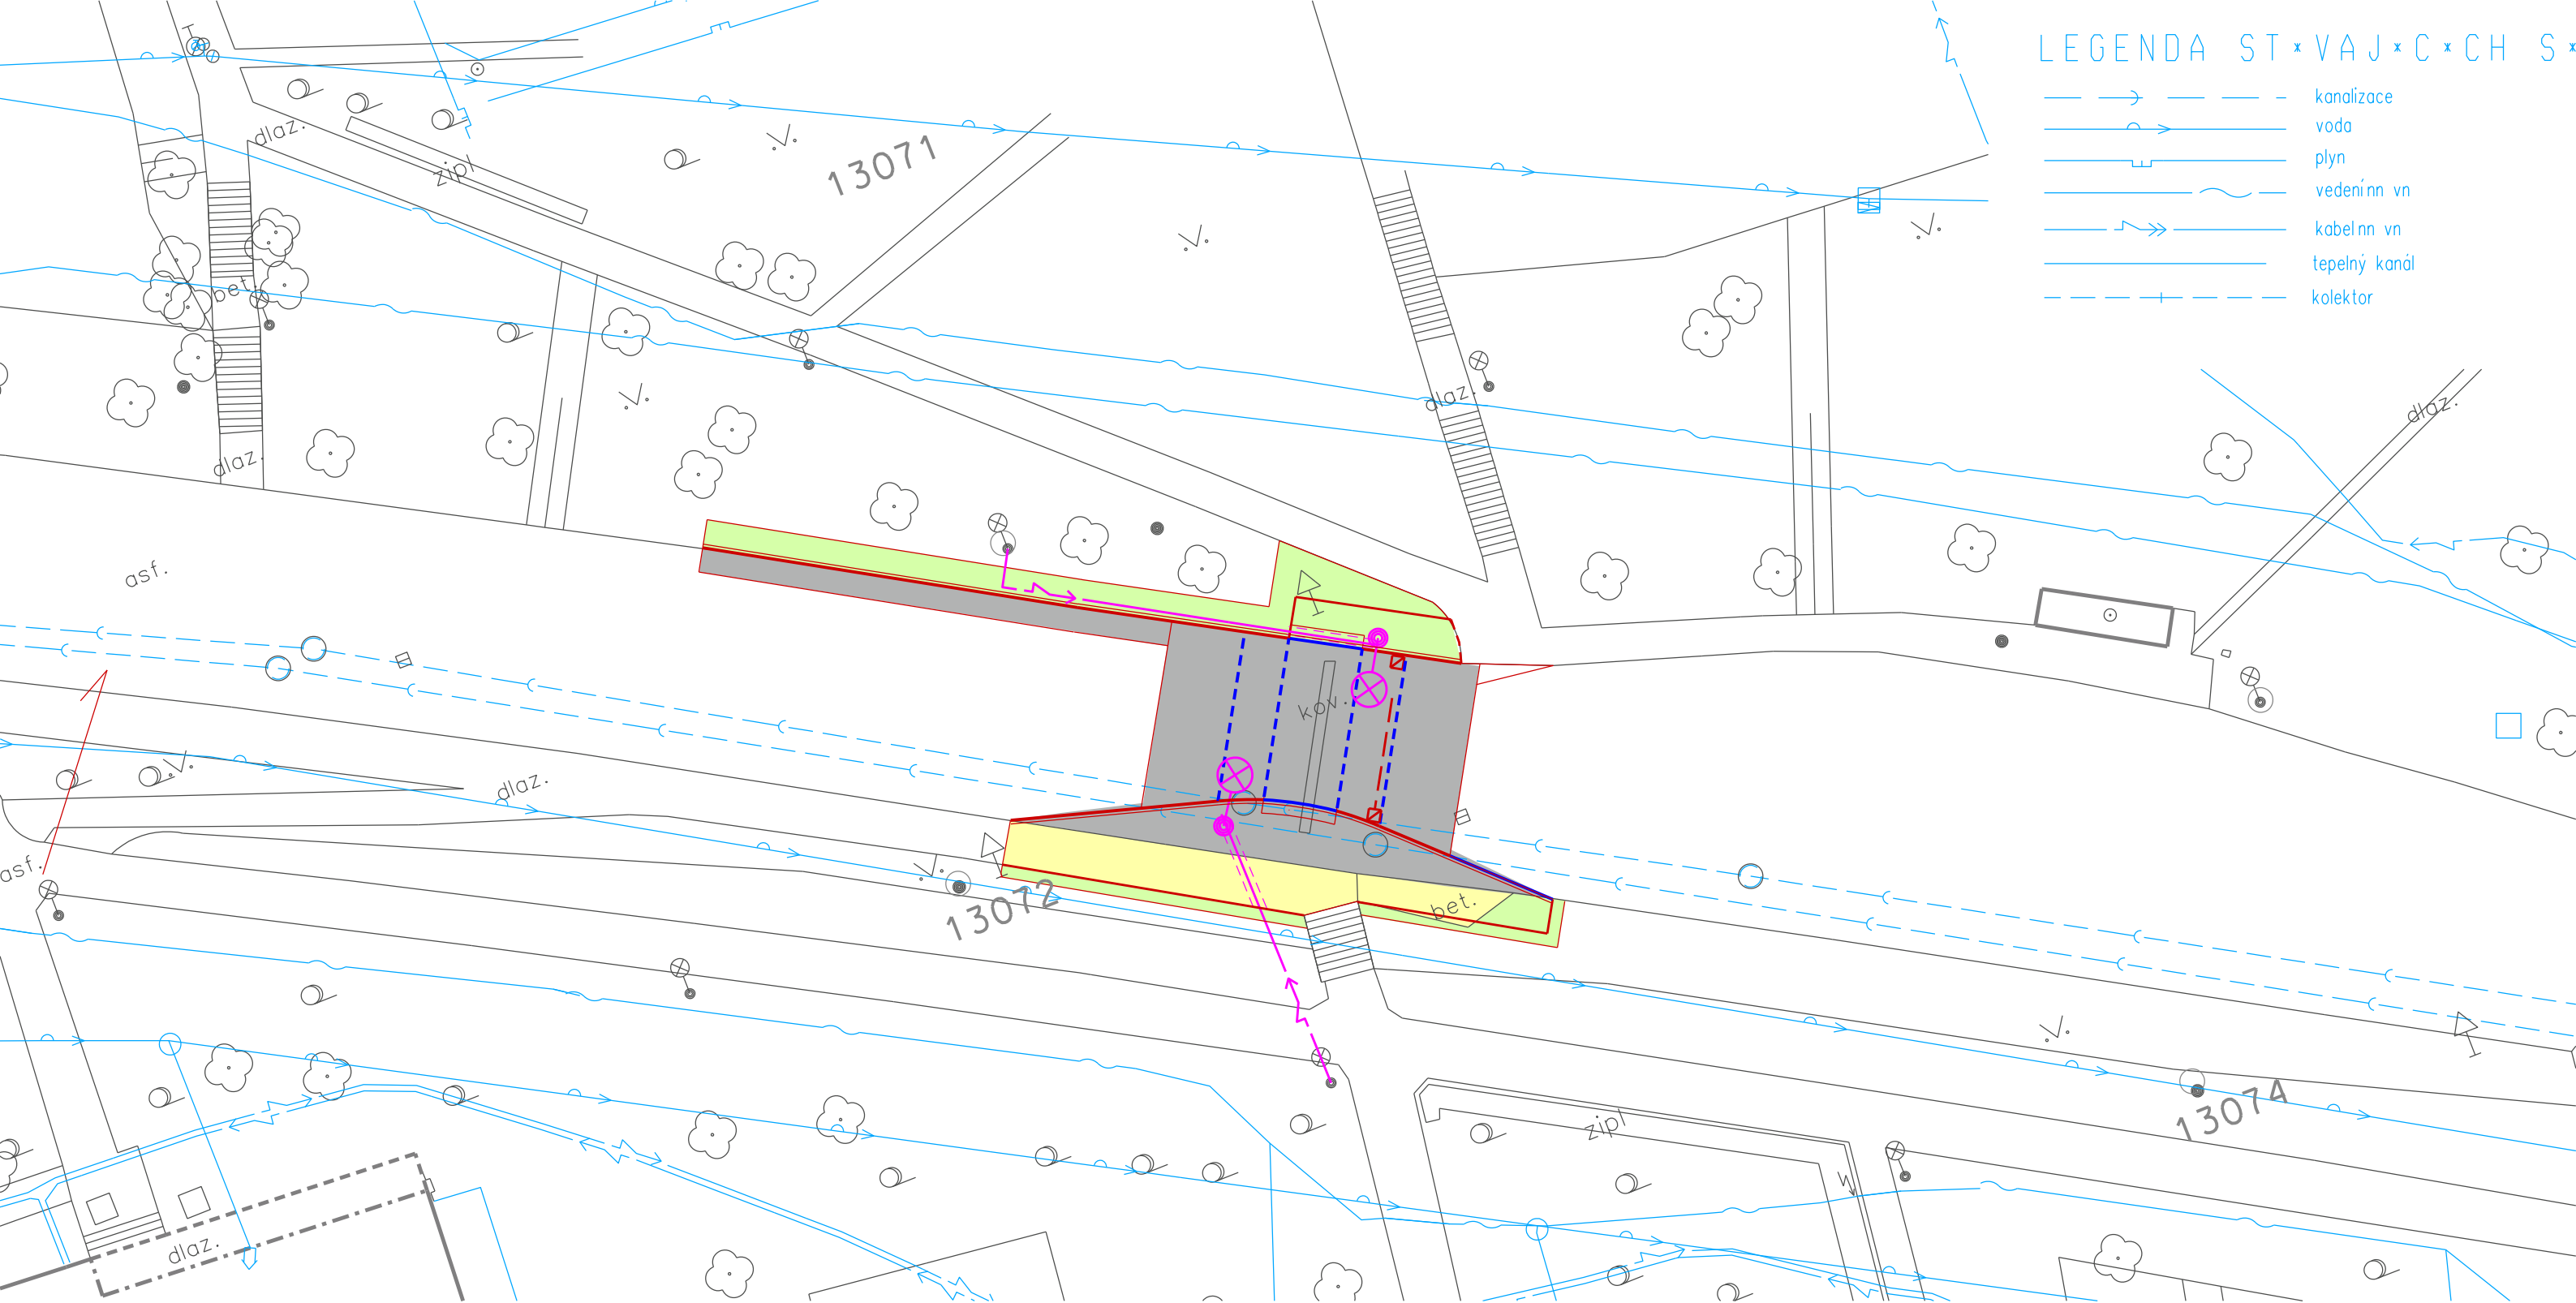 LEGENDA ST*VAJ*C*CH S*
kanalizace
voda
plyn
vedení nn vn
kabel nn vn
tepelný kanál
kolektor
dlaz.
zipl
13071
bet.
dlaz.
dlaz.
dlaz.
asf.
kov.
dlaz.
asf.
13072
bet.
13074
zipl
dlaz.